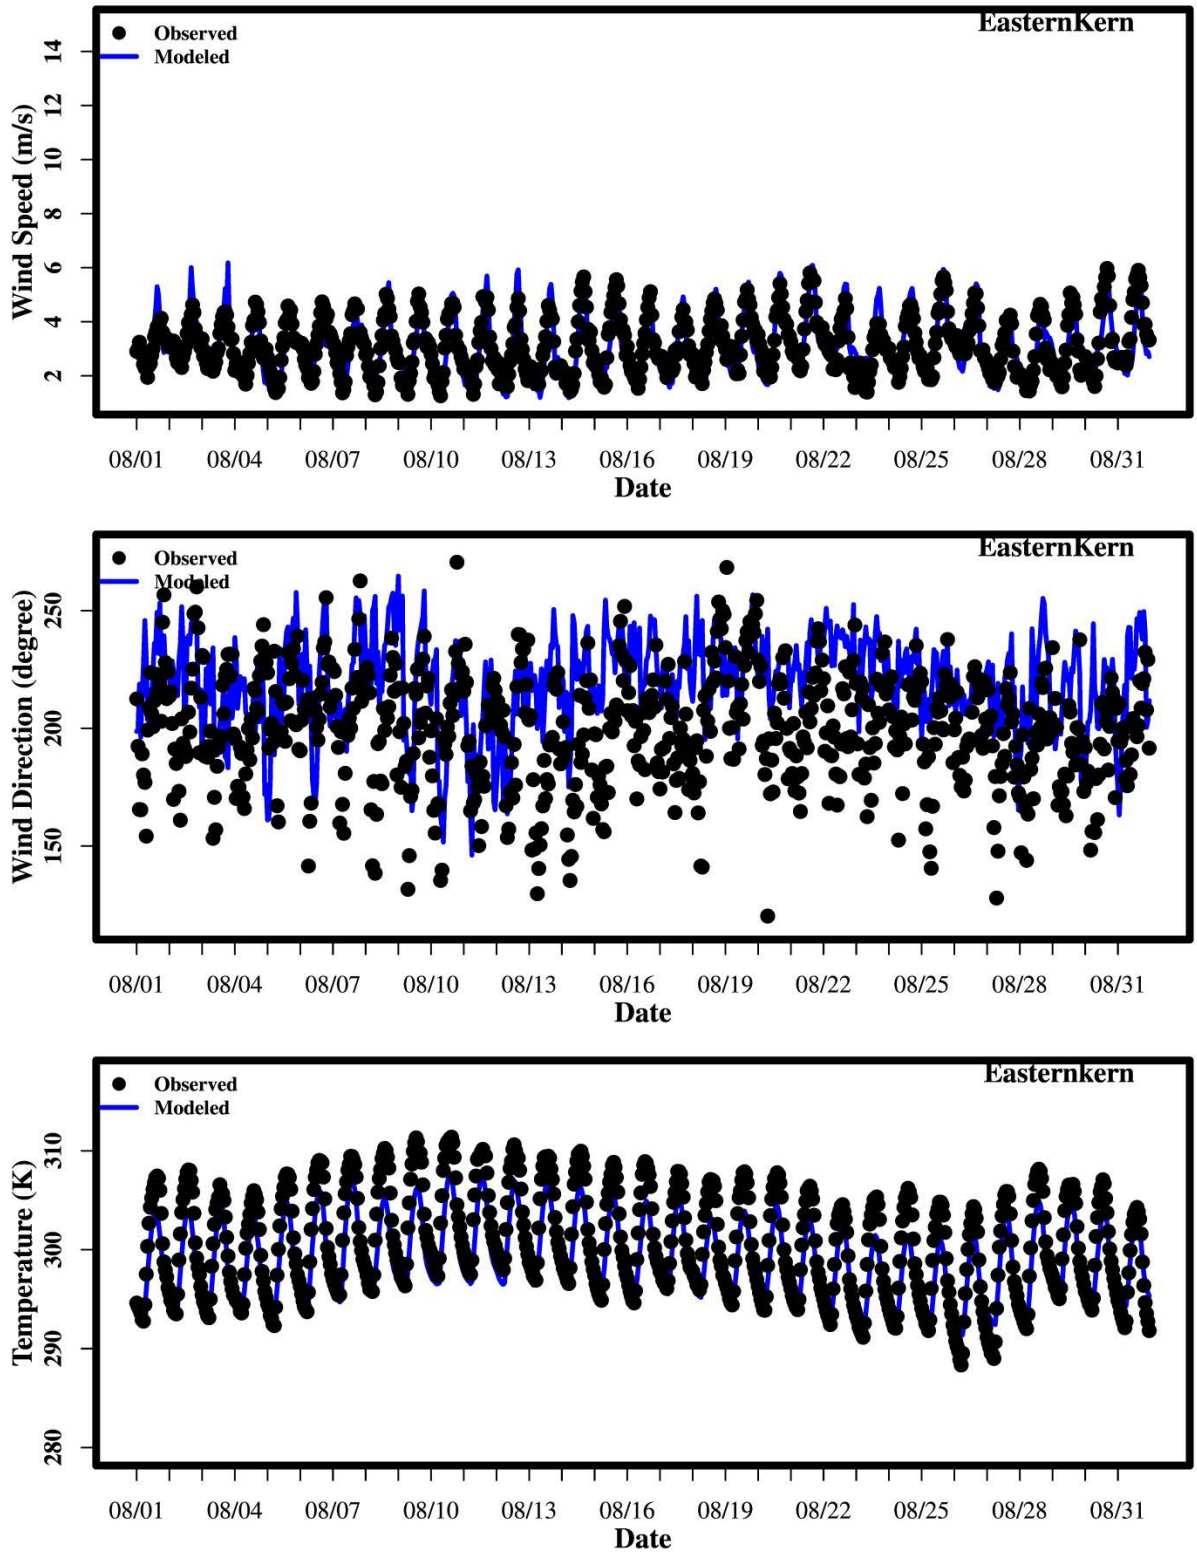 EasternKern
Observed
Modeled
14
12
10
8
6
4
2
Wind Speed (m/s)
08/01 08/04 08/07 08/10 08/13 08/16 08/19 08/22 08/25 08/28 08/31
Date
EasternKern
Observed
Modeled
250
200
150
Wind Direction (degree)
08/01 08/04 08/07 08/10 08/13 08/16 08/19 08/22 08/25 08/28 08/31
Date
Easternkern
Observed
Modeled
310
300
290
280
Temperature (K)
08/01 08/04 08/07 08/10 08/13 08/16 08/19 08/22 08/25 08/28 08/31
Date